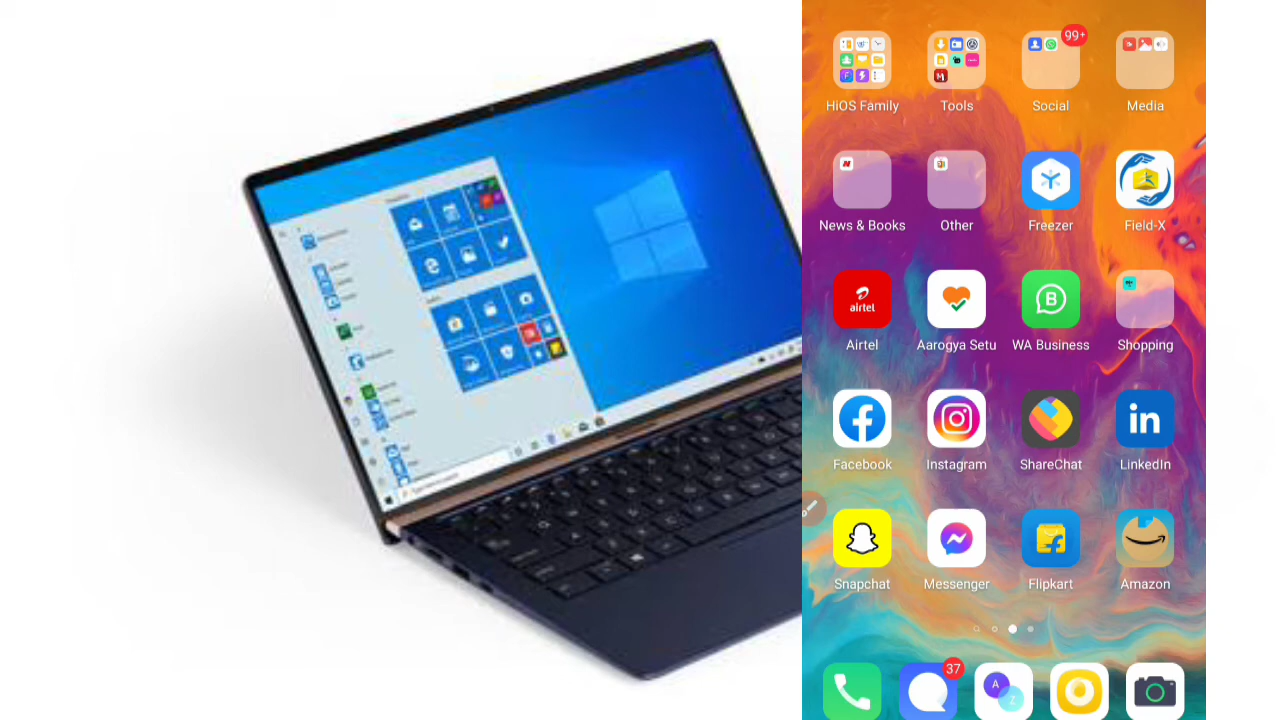 99+
HiOS Family Tools Social Media
News & Books Other Freezer Field-X
airtel
Airtel Aarogya Setu WA Business Shopping
Facebook Instagram ShareChat LinkedIn
Snapchat Messenger Flipkart Amazon
37
A
Z